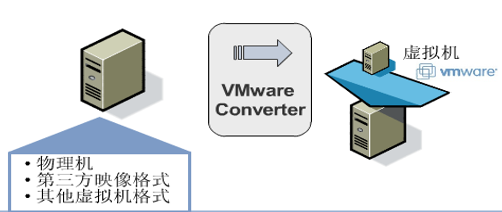 虚拟机
vmware
VMware
Converter
• 物理机
• 第三方映像格式
• 其他虚拟机格式